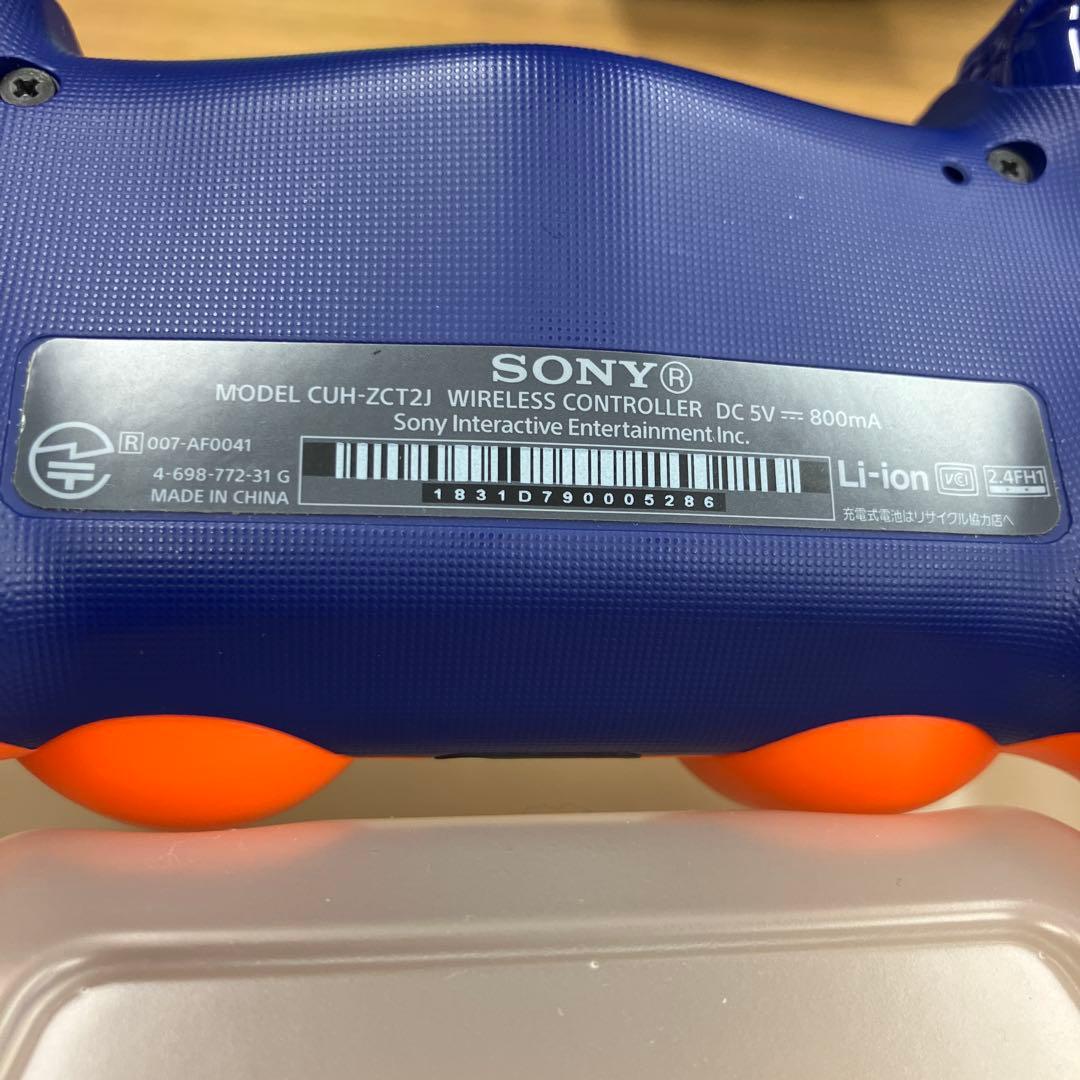 SONY®
MODEL CUH-ZCT2J WIRELESS CONTROLLER DC 5V ⎓ 800mA
Sony Interactive Entertainment Inc.
R 007-AF0041
4-698-772-31 G
MADE IN CHINA
1831D790005286
Li-ion VCI 2.4FH1
充電式電池はリサイクル協力店へ